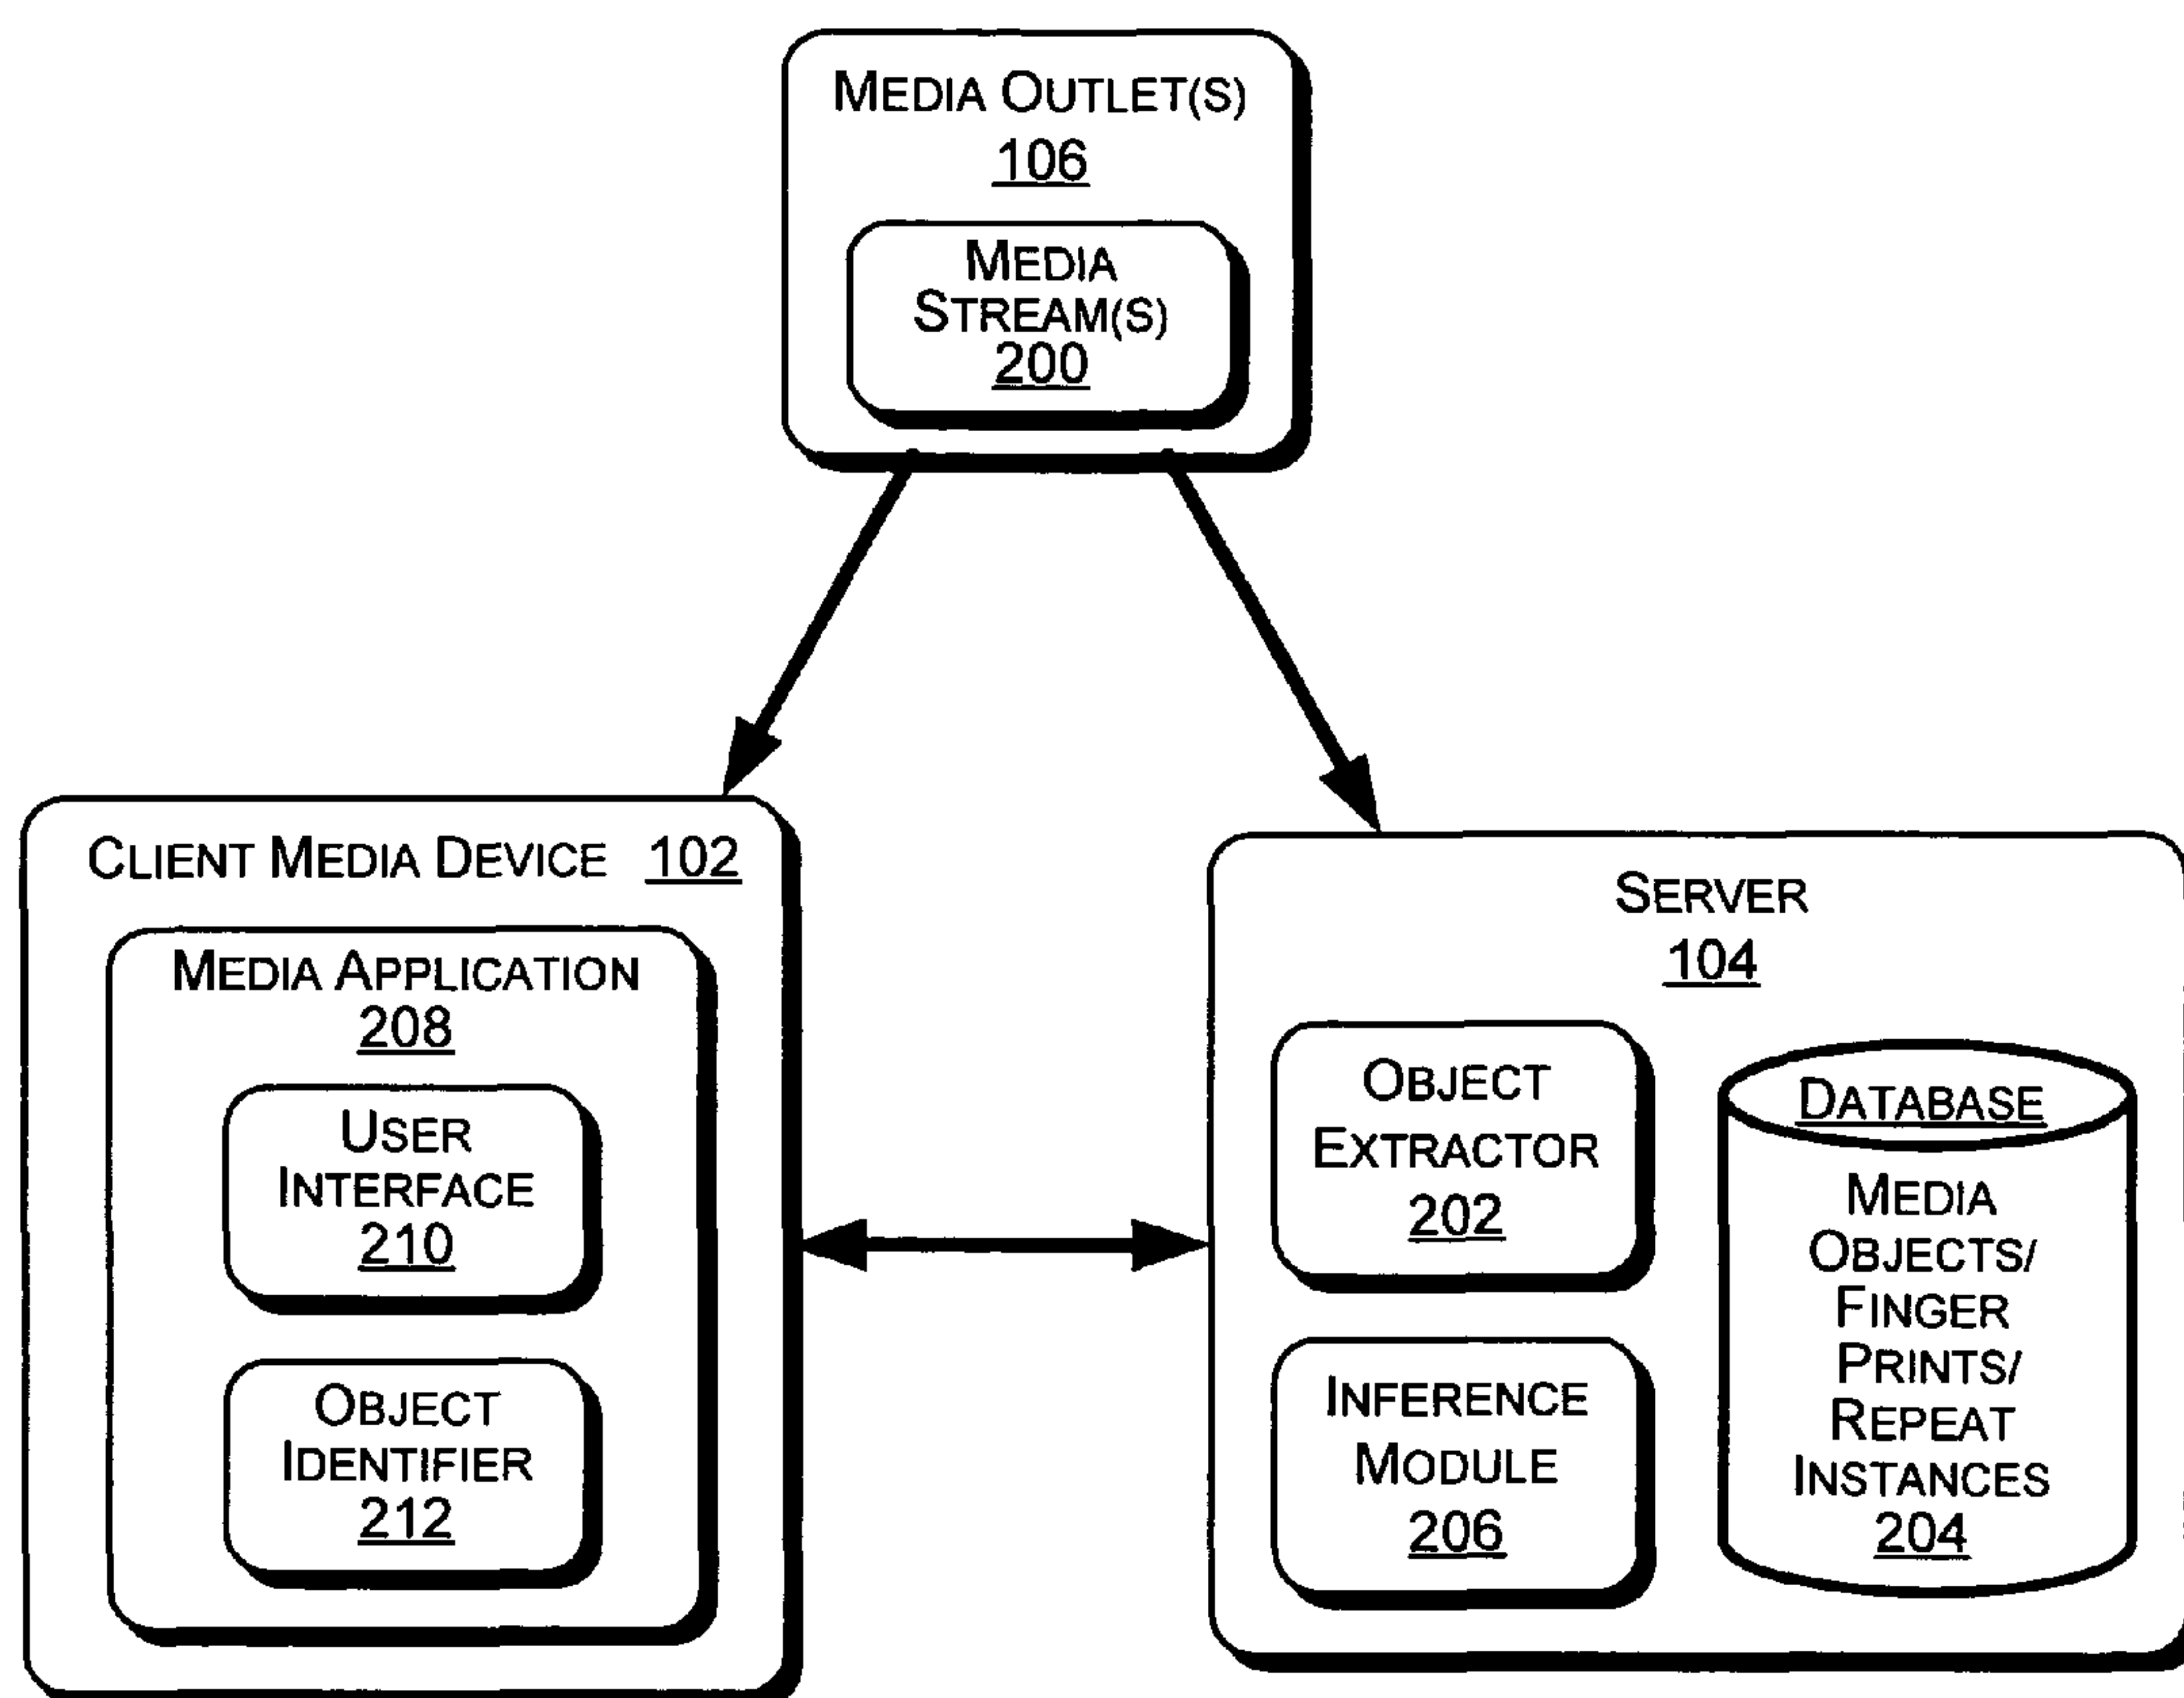 MEDIA OUTLET(S)
106
MEDIA
STREAM(S)
200
CLIENT MEDIA DEVICE 102
MEDIA APPLICATION
208
USER
INTERFACE
210
OBJECT
IDENTIFIER
212
SERVER
104
OBJECT
EXTRACTOR
202
INFERENCE
MODULE
206
DATABASE
MEDIA
OBJECTS/
FINGER
PRINTS/
REPEAT
INSTANCES
204